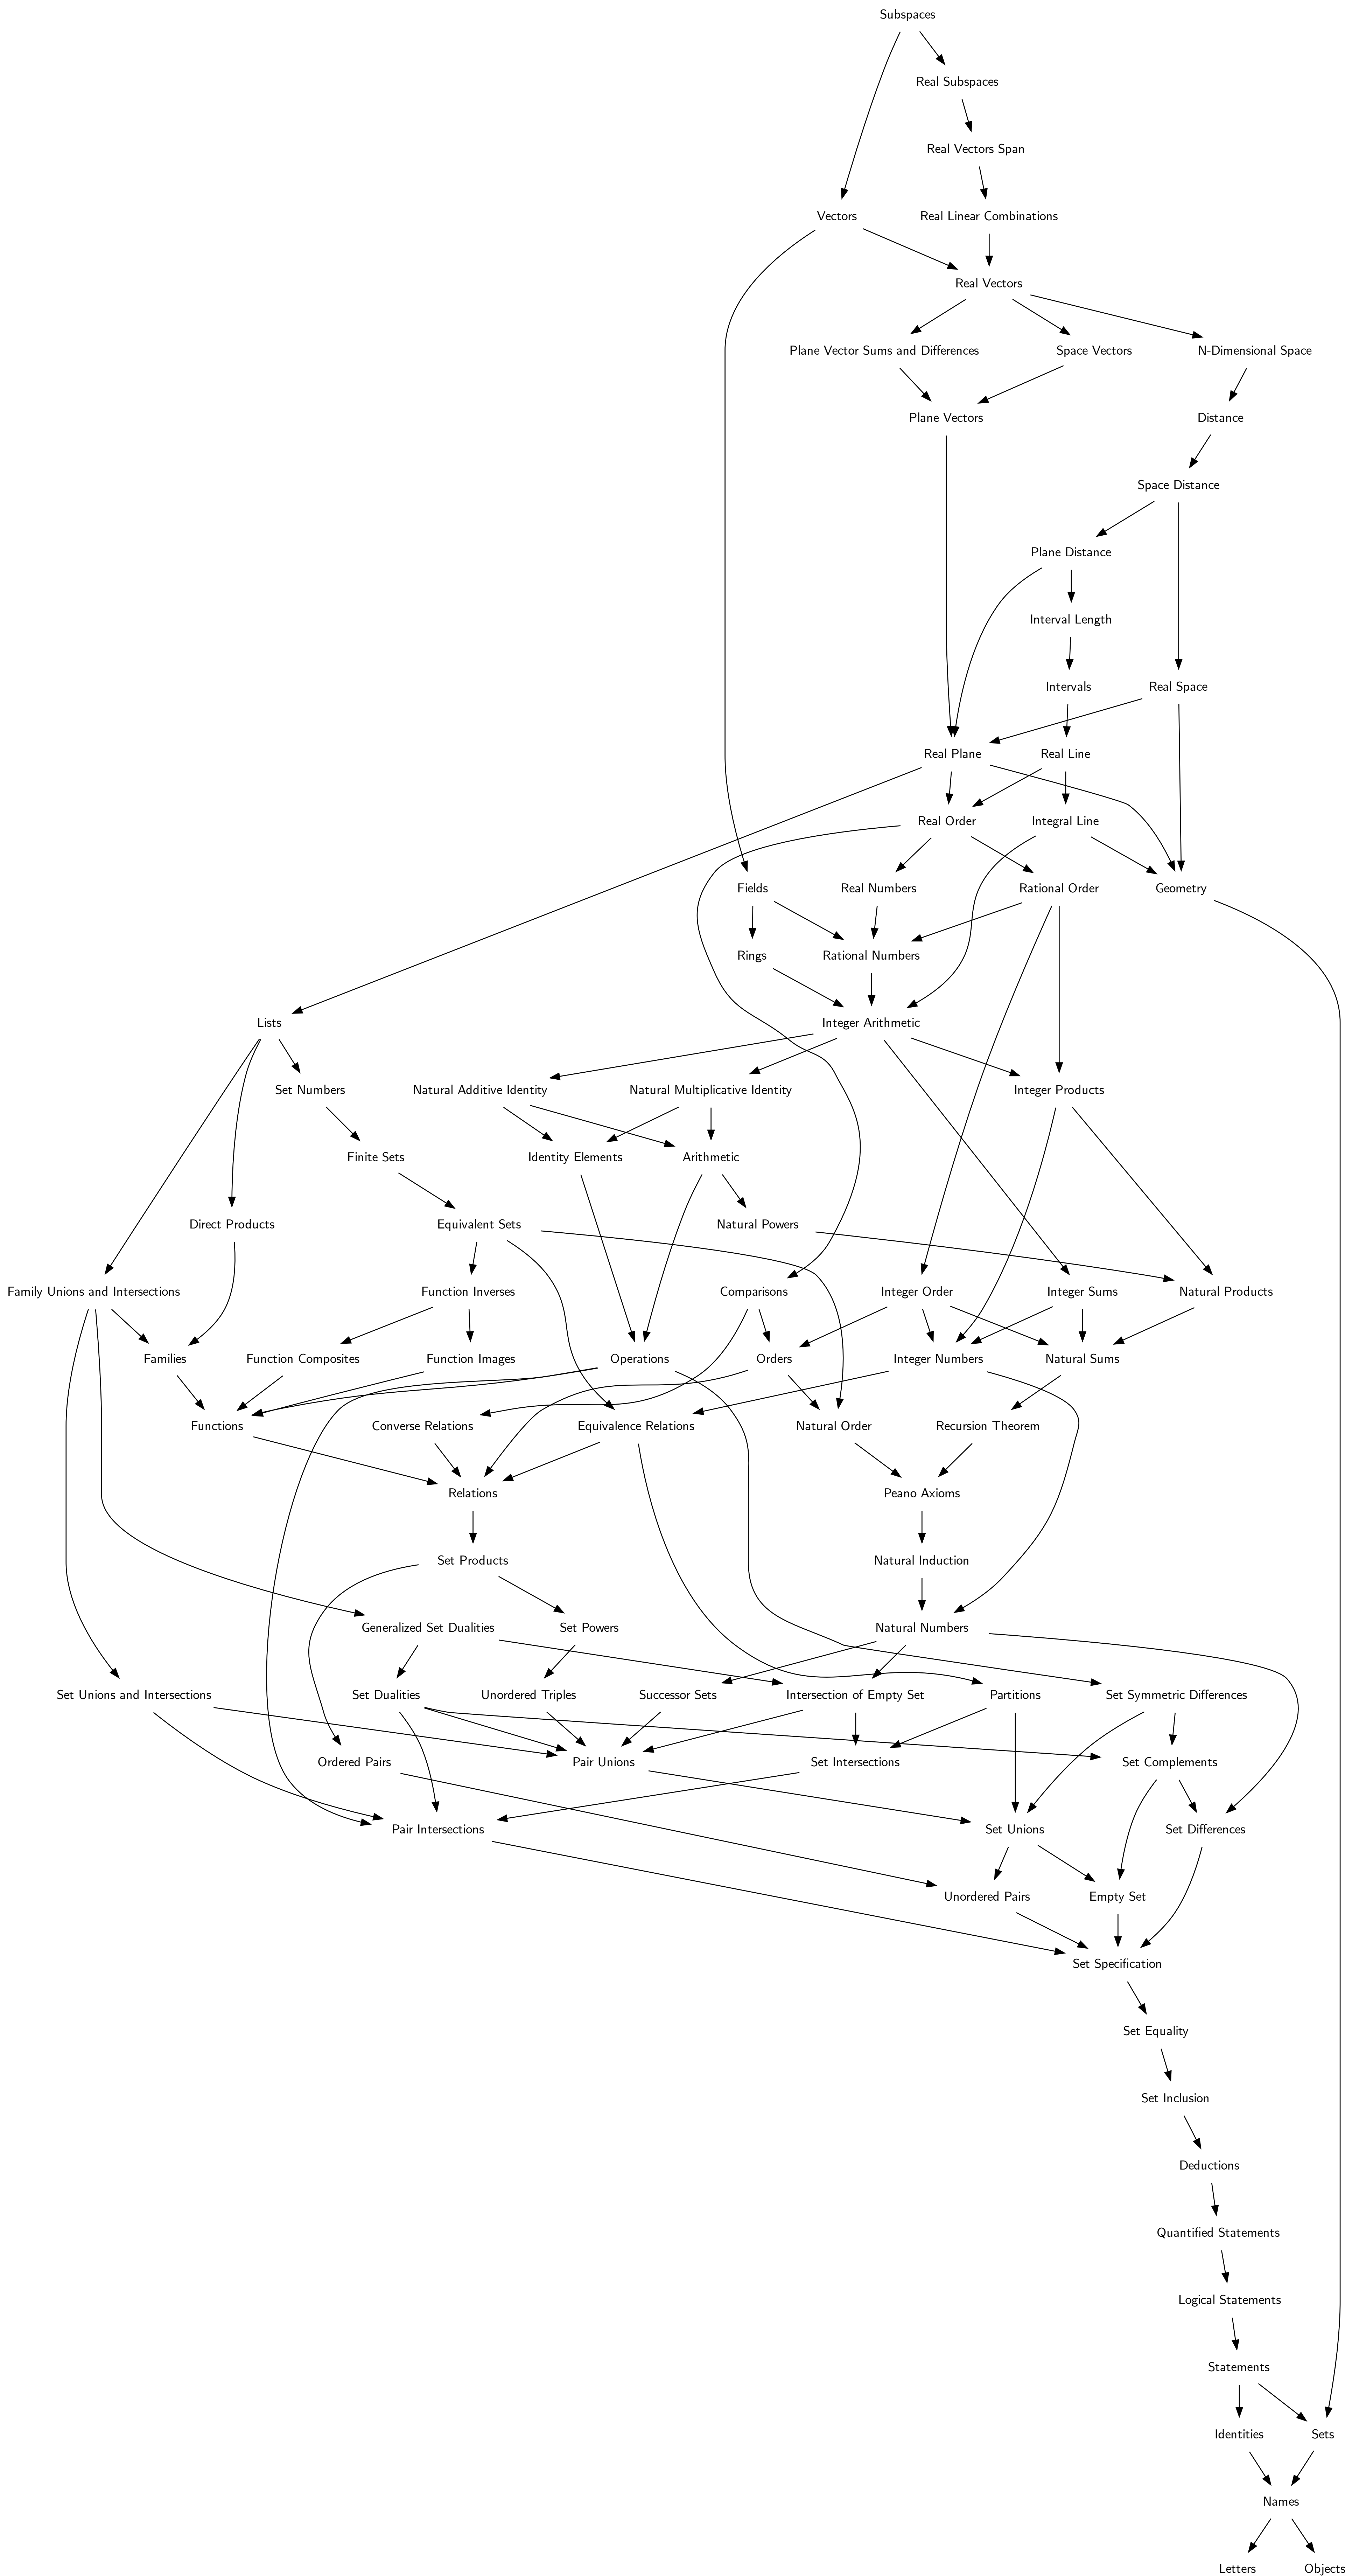 Subspaces
Real Subspaces
Real Vectors Span
Vectors
Real Linear Combinations
Real Vectors
Plane Vector Sums and Differences
Space Vectors
N-Dimensional Space
Plane Vectors
Distance
Space Distance
Plane Distance
Interval Length
Intervals
Real Space
Real Plane
Real Line
Real Order
Integral Line
Fields
Real Numbers
Rational Order
Geometry
Rings
Rational Numbers
Lists
Integer Arithmetic
Set Numbers
Natural Additive Identity
Natural Multiplicative Identity
Integer Products
Finite Sets
Identity Elements
Arithmetic
Direct Products
Equivalent Sets
Natural Powers
Family Unions and Intersections
Function Inverses
Comparisons
Integer Order
Integer Sums
Natural Products
Families
Function Composites
Function Images
Operations
Orders
Integer Numbers
Natural Sums
Functions
Converse Relations
Equivalence Relations
Natural Order
Recursion Theorem
Relations
Peano Axioms
Set Products
Natural Induction
Generalized Set Dualities
Set Powers
Natural Numbers
Set Unions and Intersections
Set Dualities
Unordered Triples
Successor Sets
Intersection of Empty Set
Partitions
Set Symmetric Differences
Ordered Pairs
Pair Unions
Set Intersections
Set Complements
Pair Intersections
Set Unions
Set Differences
Unordered Pairs
Empty Set
Set Specification
Set Equality
Set Inclusion
Deductions
Quantified Statements
Logical Statements
Statements
Identities
Sets
Names
Letters
Objects